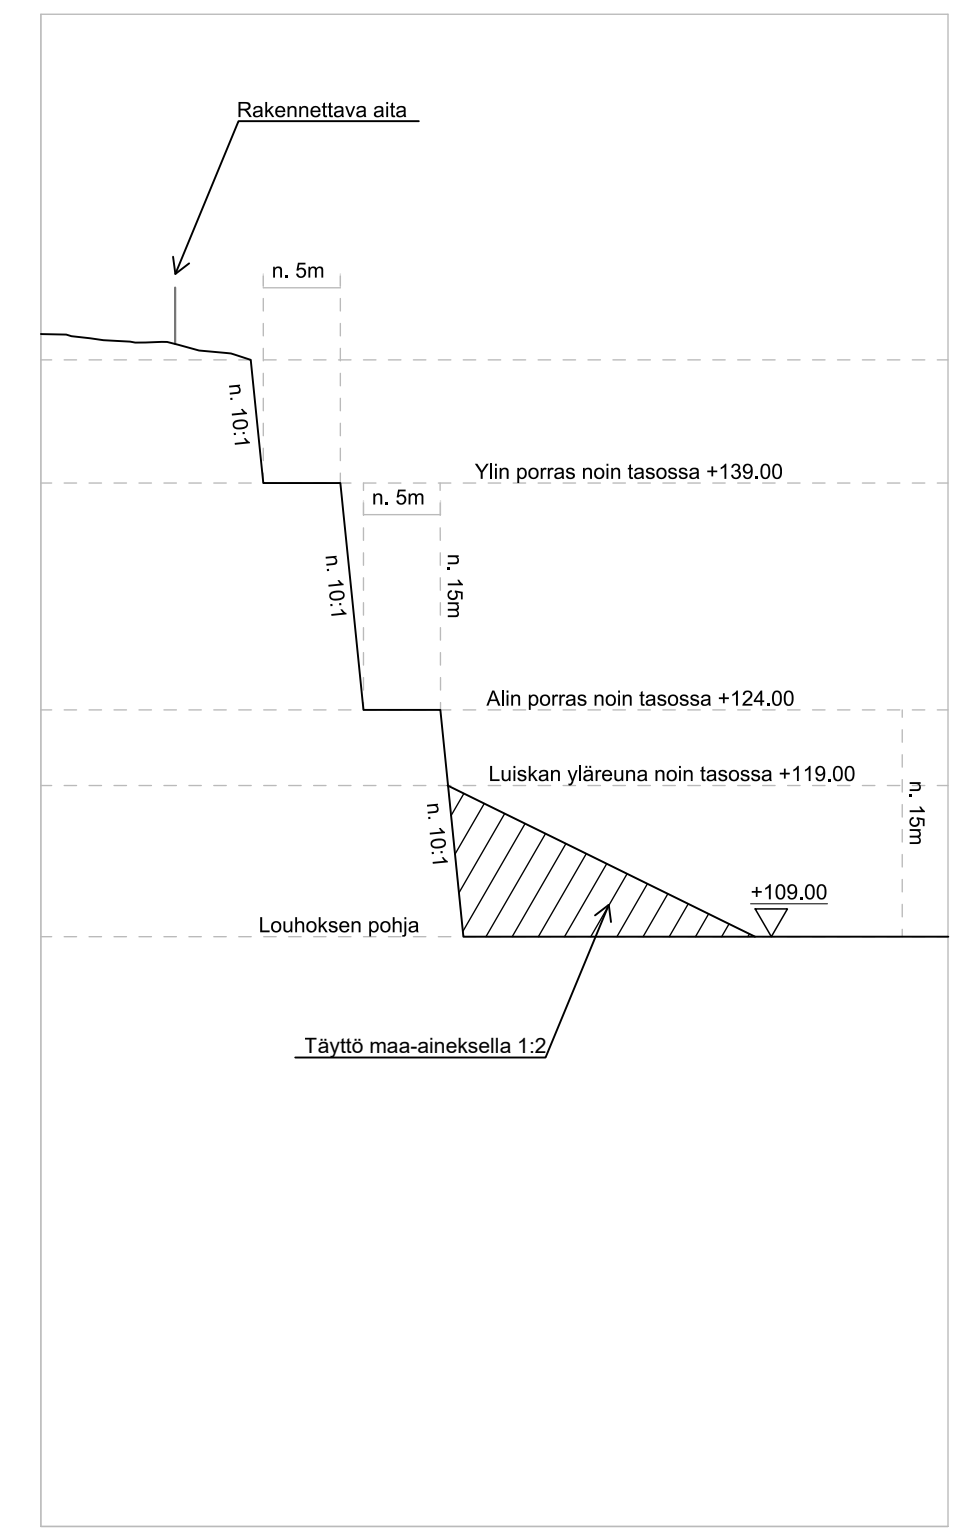 Rakennettava aita
n. 5m
n. 10:1
Ylin porras noin tasossa +139.00
n. 5m
n. 10:1
n. 15m
Alin porras noin tasossa +124.00
Luiskan yläreuna noin tasossa +119.00
n. 10:1
n. 15m
+109.00
Louhoksen pohja
Täyttö maa-aineksella 1:2